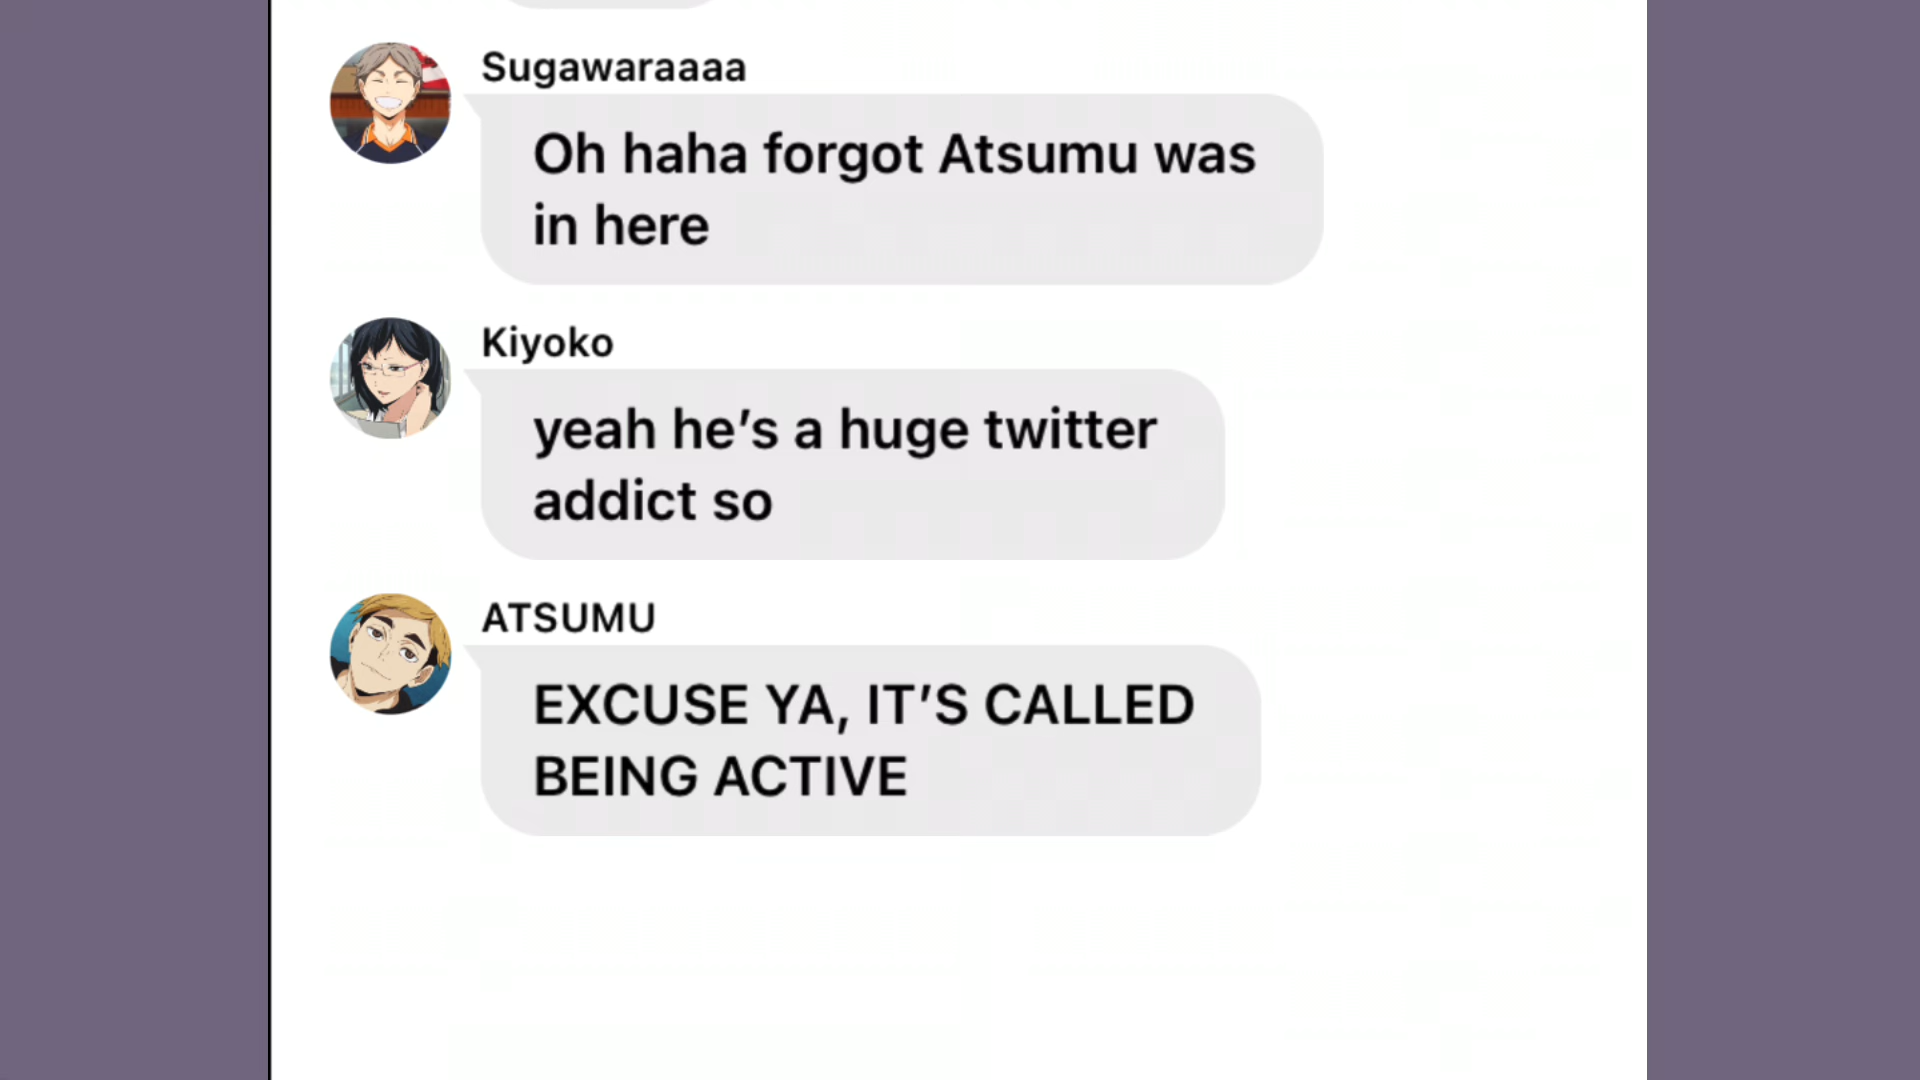 Sugawaraaaa
Oh haha forgot Atsumu was
in here
Kiyoko
yeah he’s a huge twitter
addict so
ATSUMU
EXCUSE YA, IT’S CALLED
BEING ACTIVE